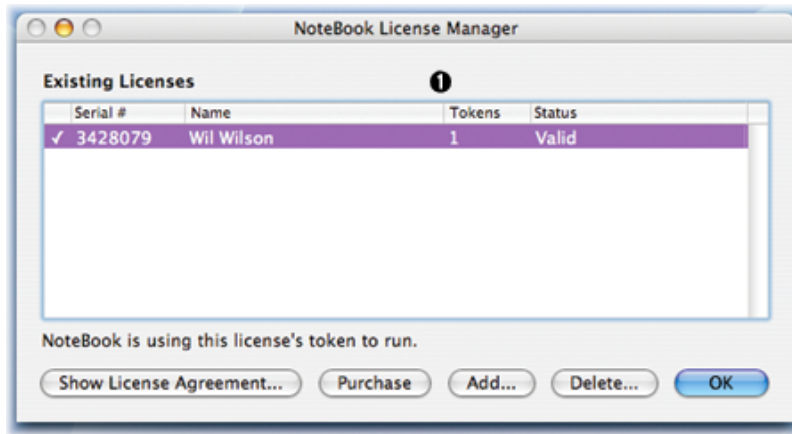 NoteBook License Manager
Existing Licenses ❶
Serial # Name Tokens Status
✓ 3428079 Wil Wilson 1 Valid
NoteBook is using this license's token to run.
Show License Agreement... Purchase Add... Delete... OK